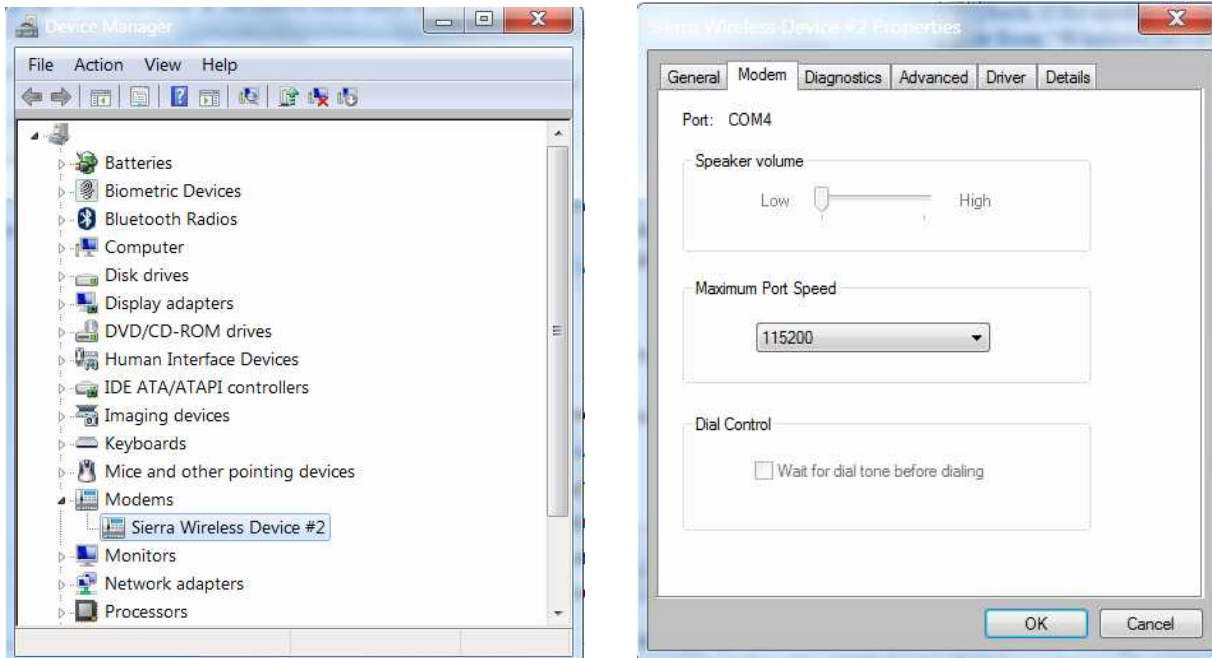 Device Manager
File Action View Help
Batteries
Biometric Devices
Bluetooth Radios
Computer
Disk drives
Display adapters
DVD/CD-ROM drives
Human Interface Devices
IDE ATA/ATAPI controllers
Imaging devices
Keyboards
Mice and other pointing devices
Modems
Sierra Wireless Device #2
Monitors
Network adapters
Processors
Sierra Wireless Device #2 Properties
General Modem Diagnostics Advanced Driver Details
Port: COM4
Speaker volume
Low High
Maximum Port Speed
115200
Dial Control
Wait for dial tone before dialing
OK Cancel